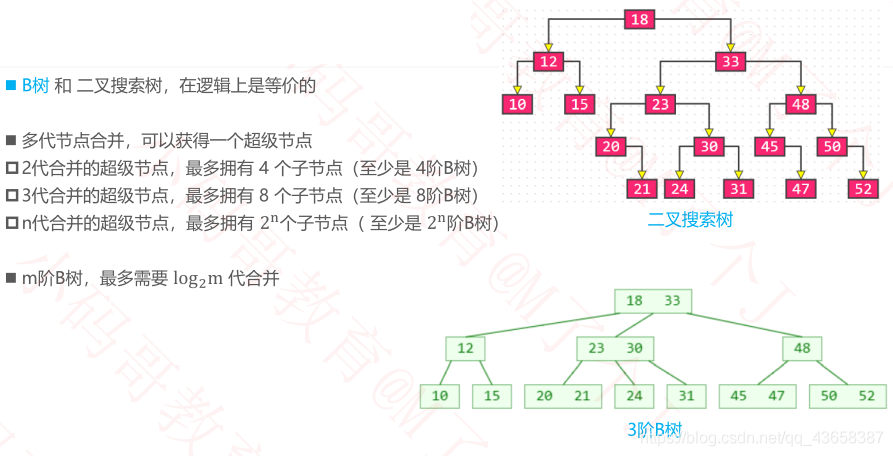 B树 和 二叉搜索树，在逻辑上是等价的
多代节点合并，可以获得一个超级节点
2代合并的超级节点，最多拥有 4 个子节点（至少是 4阶B树）
3代合并的超级节点，最多拥有 8 个子节点（至少是 8阶B树）
n代合并的超级节点，最多拥有 2ⁿ个子节点（ 至少是 2ⁿ阶B树）
m阶B树，最多需要 log₂m 代合并
18
12 33
10 15 23 48
20 30 45 50
21 24 31 47 52
二叉搜索树
18 33
12 23 30 48
10 15 20 21 24 31 45 47 50 52
3阶B树
https://blog.csdn.net/qq_43658387
小码哥教育@M了个J